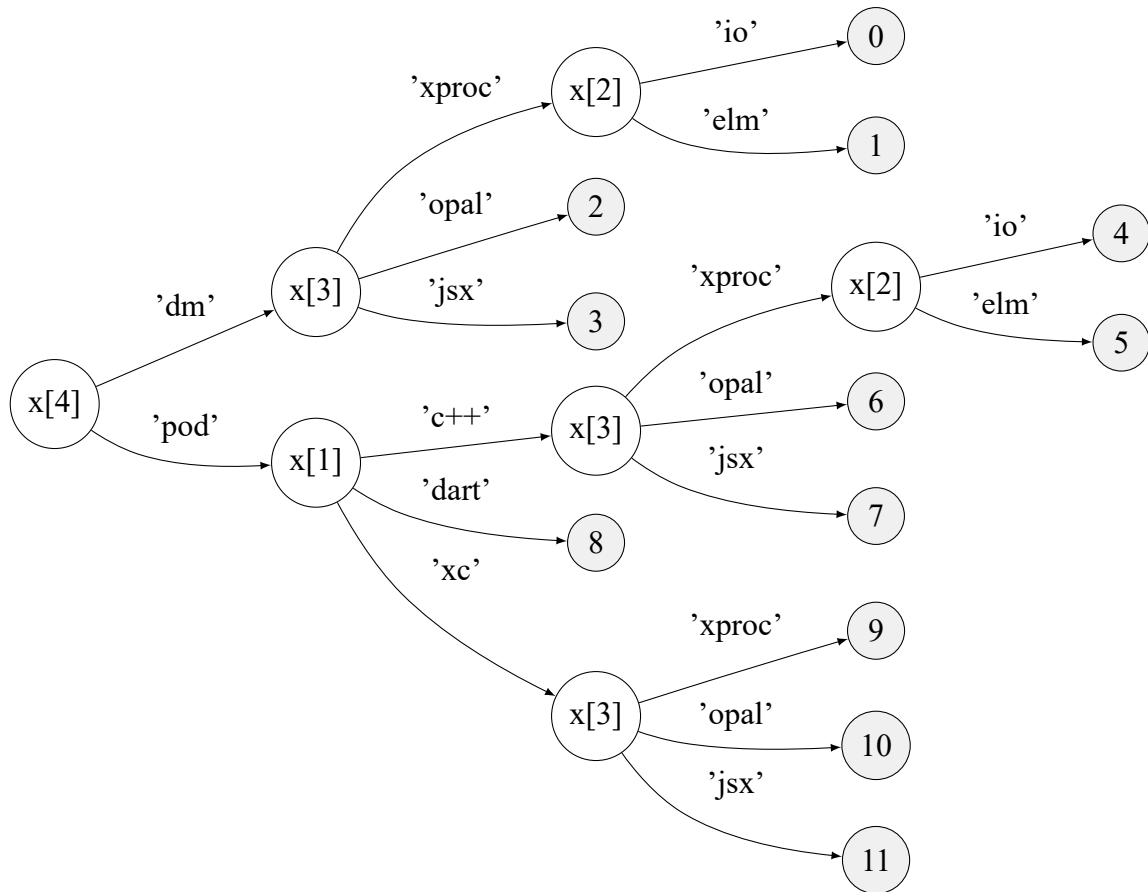 'io'
0
'xproc'
x[2]
'elm'
1
'opal'
2
'io'
4
'dm'
x[3]
'jsx'
3
'xproc'
x[2]
'elm'
5
x[4]
'pod'
x[1]
'c++'
x[3]
'opal'
6
'dart'
8
'jsx'
7
'xc'
'xproc'
9
x[3]
'opal'
10
'jsx'
11